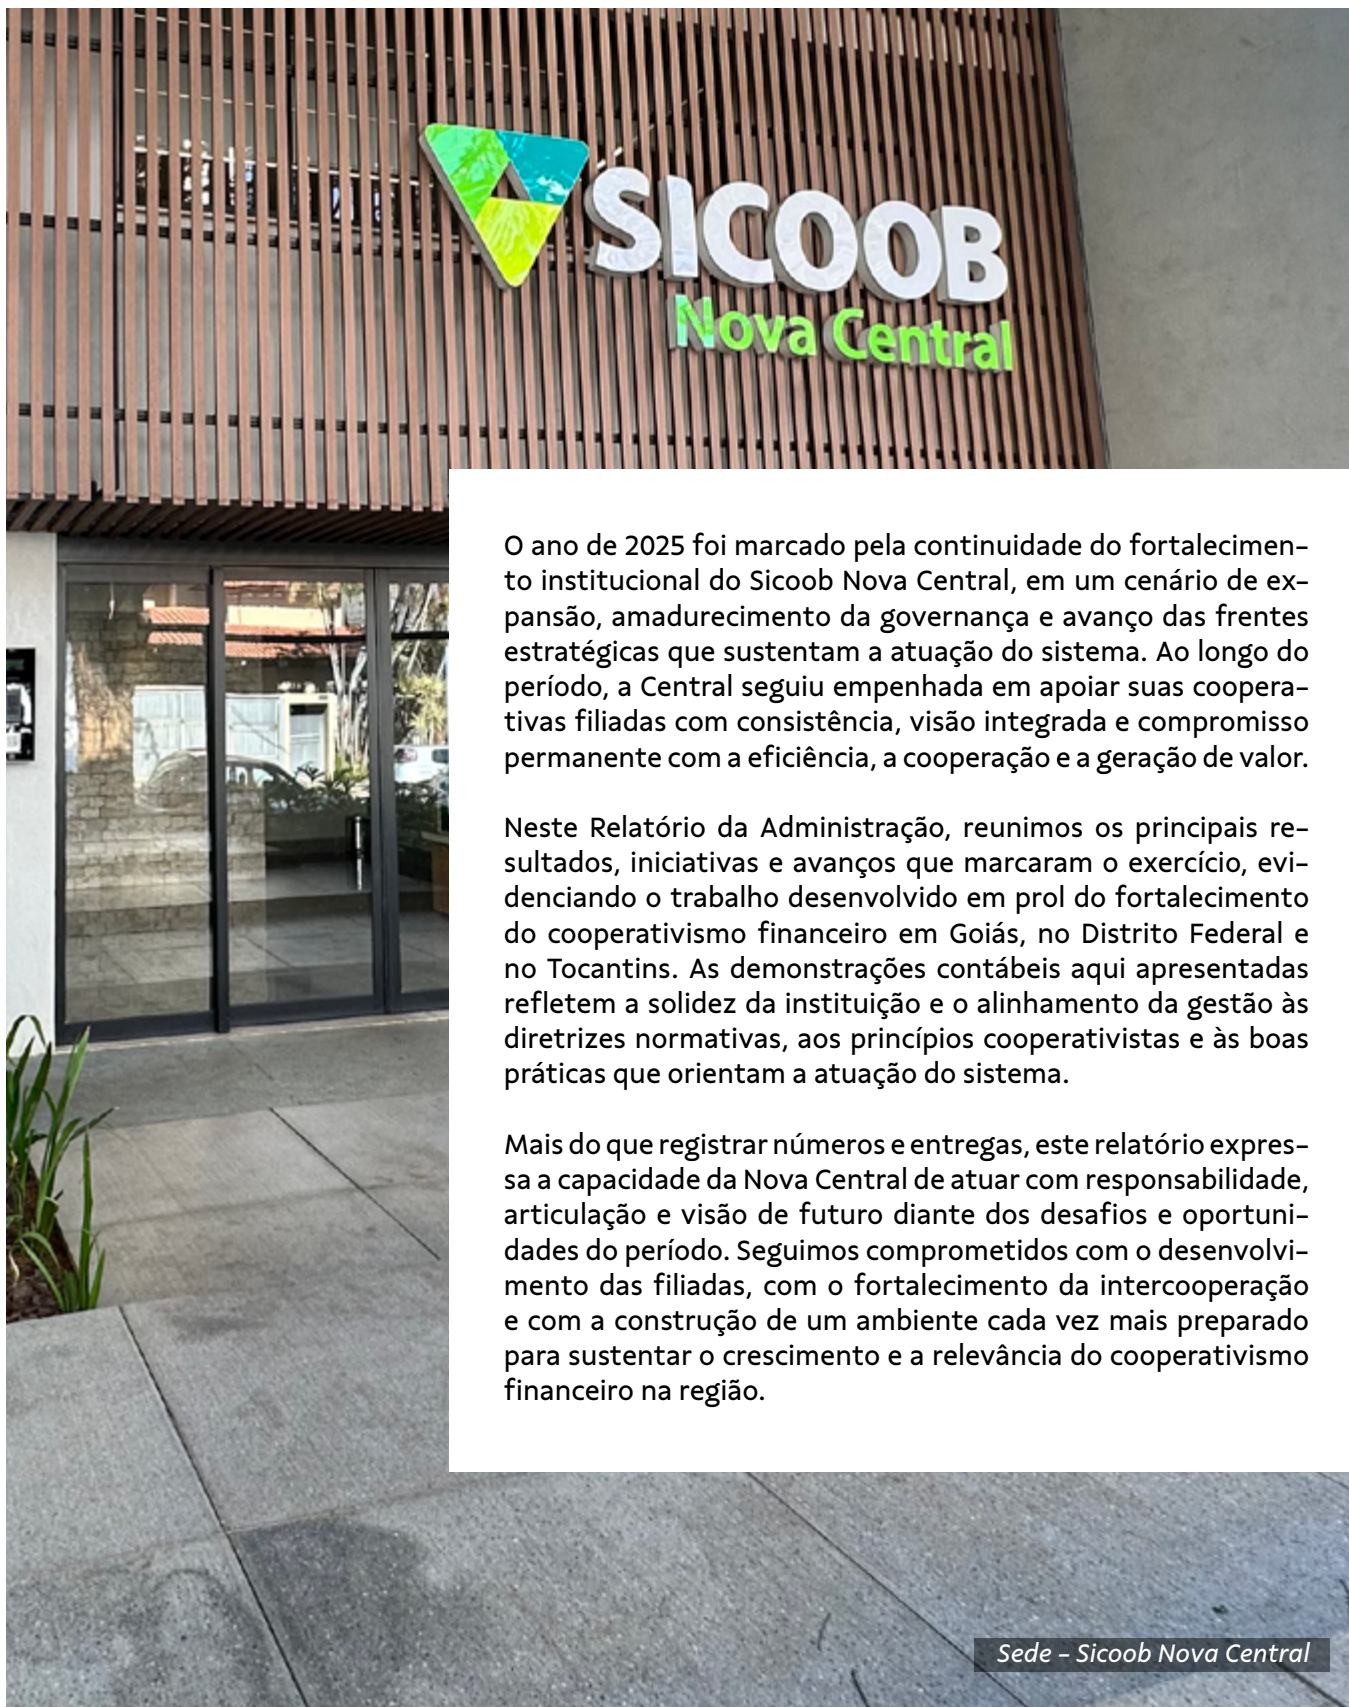 SICOOB
Nova Central
O ano de 2025 foi marcado pela continuidade do fortalecimen-
to institucional do Sicoob Nova Central, em um cenário de ex-
pansão, amadurecimento da governança e avanço das frentes
estratégicas que sustentam a atuação do sistema. Ao longo do
período, a Central seguiu empenhada em apoiar suas coopera-
tivas filiadas com consistência, visão integrada e compromisso
permanente com a eficiência, a cooperação e a geração de valor.
Neste Relatório da Administração, reunimos os principais re-
sultados, iniciativas e avanços que marcaram o exercício, evi-
denciando o trabalho desenvolvido em prol do fortalecimento
do cooperativismo financeiro em Goiás, no Distrito Federal e
no Tocantins. As demonstrações contábeis aqui apresentadas
refletem a solidez da instituição e o alinhamento da gestão às
diretrizes normativas, aos princípios cooperativistas e às boas
práticas que orientam a atuação do sistema.
Mais do que registrar números e entregas, este relatório expres-
sa a capacidade da Nova Central de atuar com responsabilidade,
articulação e visão de futuro diante dos desafios e oportuni-
dades do período. Seguimos comprometidos com o desenvolvi-
mento das filiadas, com o fortalecimento da intercooperação
e com a construção de um ambiente cada vez mais preparado
para sustentar o crescimento e a relevância do cooperativismo
financeiro na região.
Sede - Sicoob Nova Central